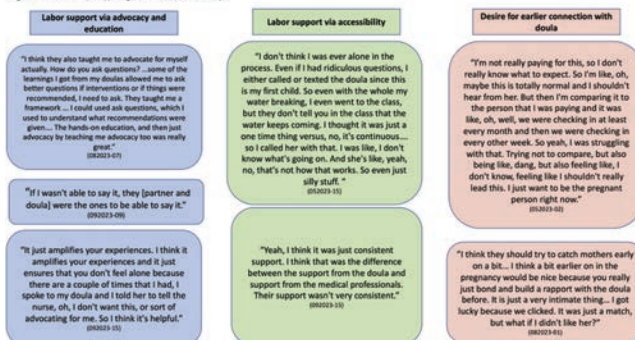 Labor support via advocacy and
education
"I think they also taught me to advocate for myself
actually. How do you ask questions? ...some of the
learnings I got from my doulas allowed me to ask
better questions if interventions or if things were
recommended, I need to ask. They taught me a
framework ... I could used ask questions, which I
used to understand what recommendations were
given.... The hands-on education, and then just
advocacy by teaching me advocacy too was really
great."
(082023-07)
"If I wasn't able to say it, they [partner
and doula] were the ones to be able to say it."
(092023-09)
"It just amplifies your experiences. I think it
amplifies your experiences and it just
ensures that you don't feel alone because
there are a couple of times that I had, I
spoke to my doula and I told her to tell the
nurse, oh, I don't want this, or sort of
advocating for me. So I think it's helpful."
(092023-15)
Labor support via accessibility
"I don't think I was ever alone in the
process. Even if I had ridiculous questions, I
either called or texted the doula since this
is my first child. So even with the whole my
water breaking, I even went to the class,
but they don't tell you in the class that the
water keeps coming. I thought it was just a
one time thing versus, no, it's continuous....
so I called her with that. I was like, I don't
know what's going on. And she's like, yeah,
no, that's not how that works. So even just
silly stuff. "
(052023-15)
"Yeah, I think it was just consistent
support. I think that was the difference
between the support from the doula and
support from the medical professionals.
Their support wasn't very consistent."
(092023-15)
Desire for earlier connection with
doula
"I'm not really paying for this, so I don't
really know what to expect. So I'm like, oh,
maybe this is totally normal and I shouldn't
hear from her. But then I'm comparing it to
the person that I was paying and it was
like, oh, well, we were checking in at least
every month and then we were checking in
every other week. So yeah, I was struggling
with that. Trying not to compare, but also
being like, dang, but also feeling like, I
don't know, feeling like I shouldn't really
lead this. I just want to be the pregnant
person right now."
(052023-02)
"I think they should try to catch mothers early
on a bit... I think a bit earlier on in the
pregnancy would be nice because you really
just bond and build a rapport with the doula
before. It is just a very intimate thing... I got
lucky because we clicked. It was just a match,
but what if I didn't like her?"
(082023-01)